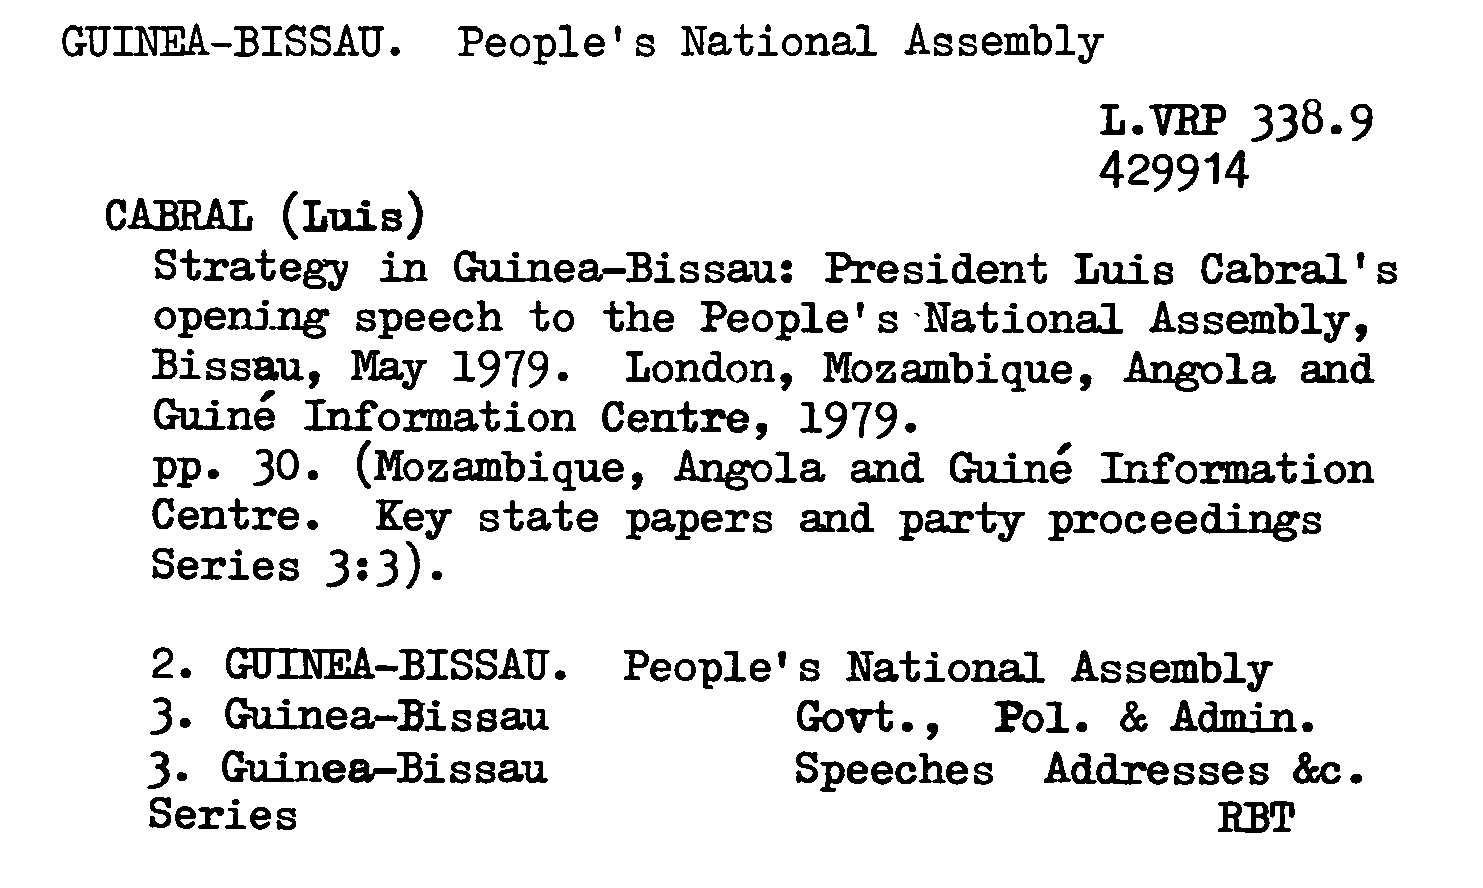 GUINEA-BISSAU. People's National Assembly
L.VRP 338.9
429914
CABRAL (Luis)
Strategy in Guinea-Bissau: President Luis Cabral's
opening speech to the People's National Assembly,
Bissau, May 1979. London, Mozambique, Angola and
Guiné Information Centre, 1979.
pp. 30. (Mozambique, Angola and Guiné Information
Centre. Key state papers and party proceedings
Series 3:3).
2. GUINEA-BISSAU. People's National Assembly
3. Guinea-Bissau Govt., Pol. & Admin.
3. Guinea-Bissau Speeches Addresses &c.
Series RBT